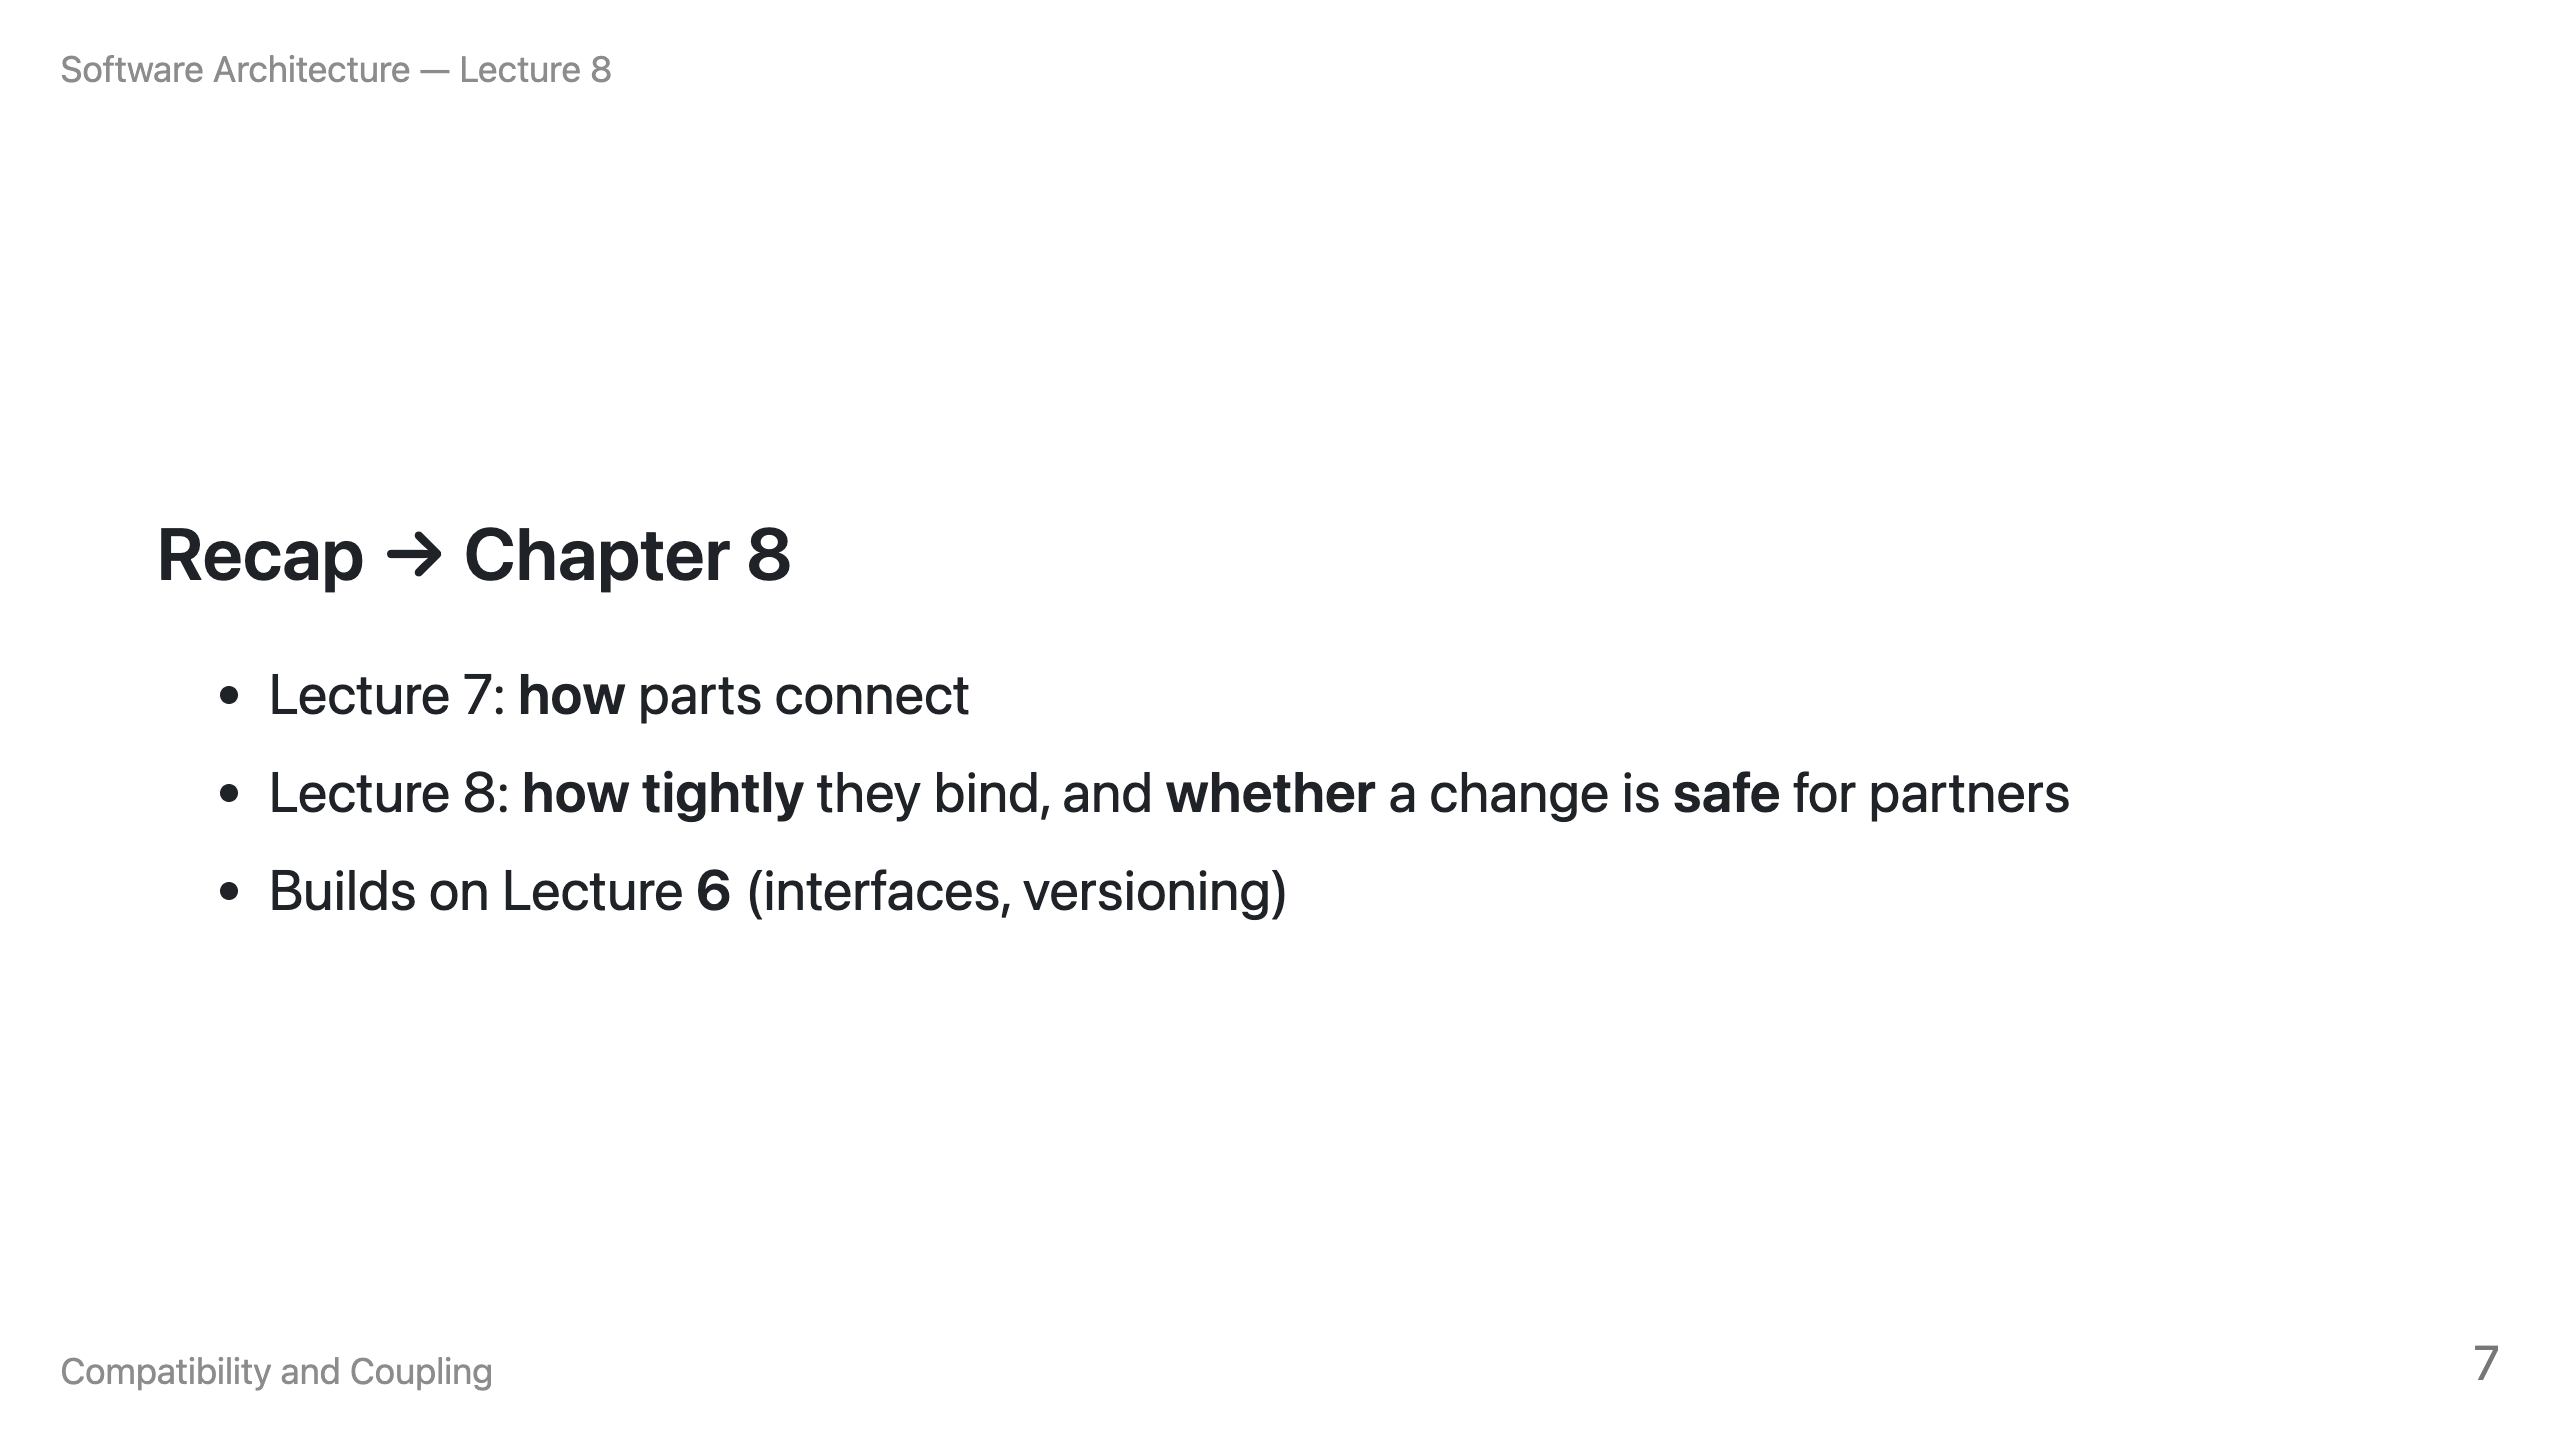 Software Architecture — Lecture 8
Recap → Chapter 8
• Lecture 7: how parts connect
• Lecture 8: how tightly they bind, and whether a change is safe for partners
• Builds on Lecture 6 (interfaces, versioning)
Compatibility and Coupling
7